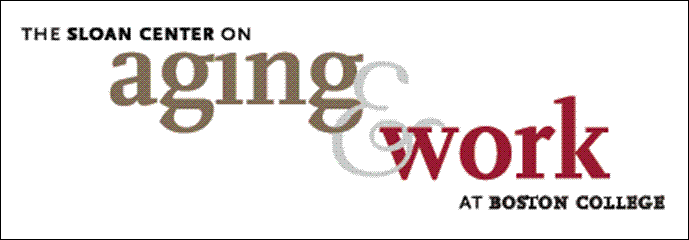 THE SLOAN CENTER ON
aging
&
work
AT BOSTON COLLEGE